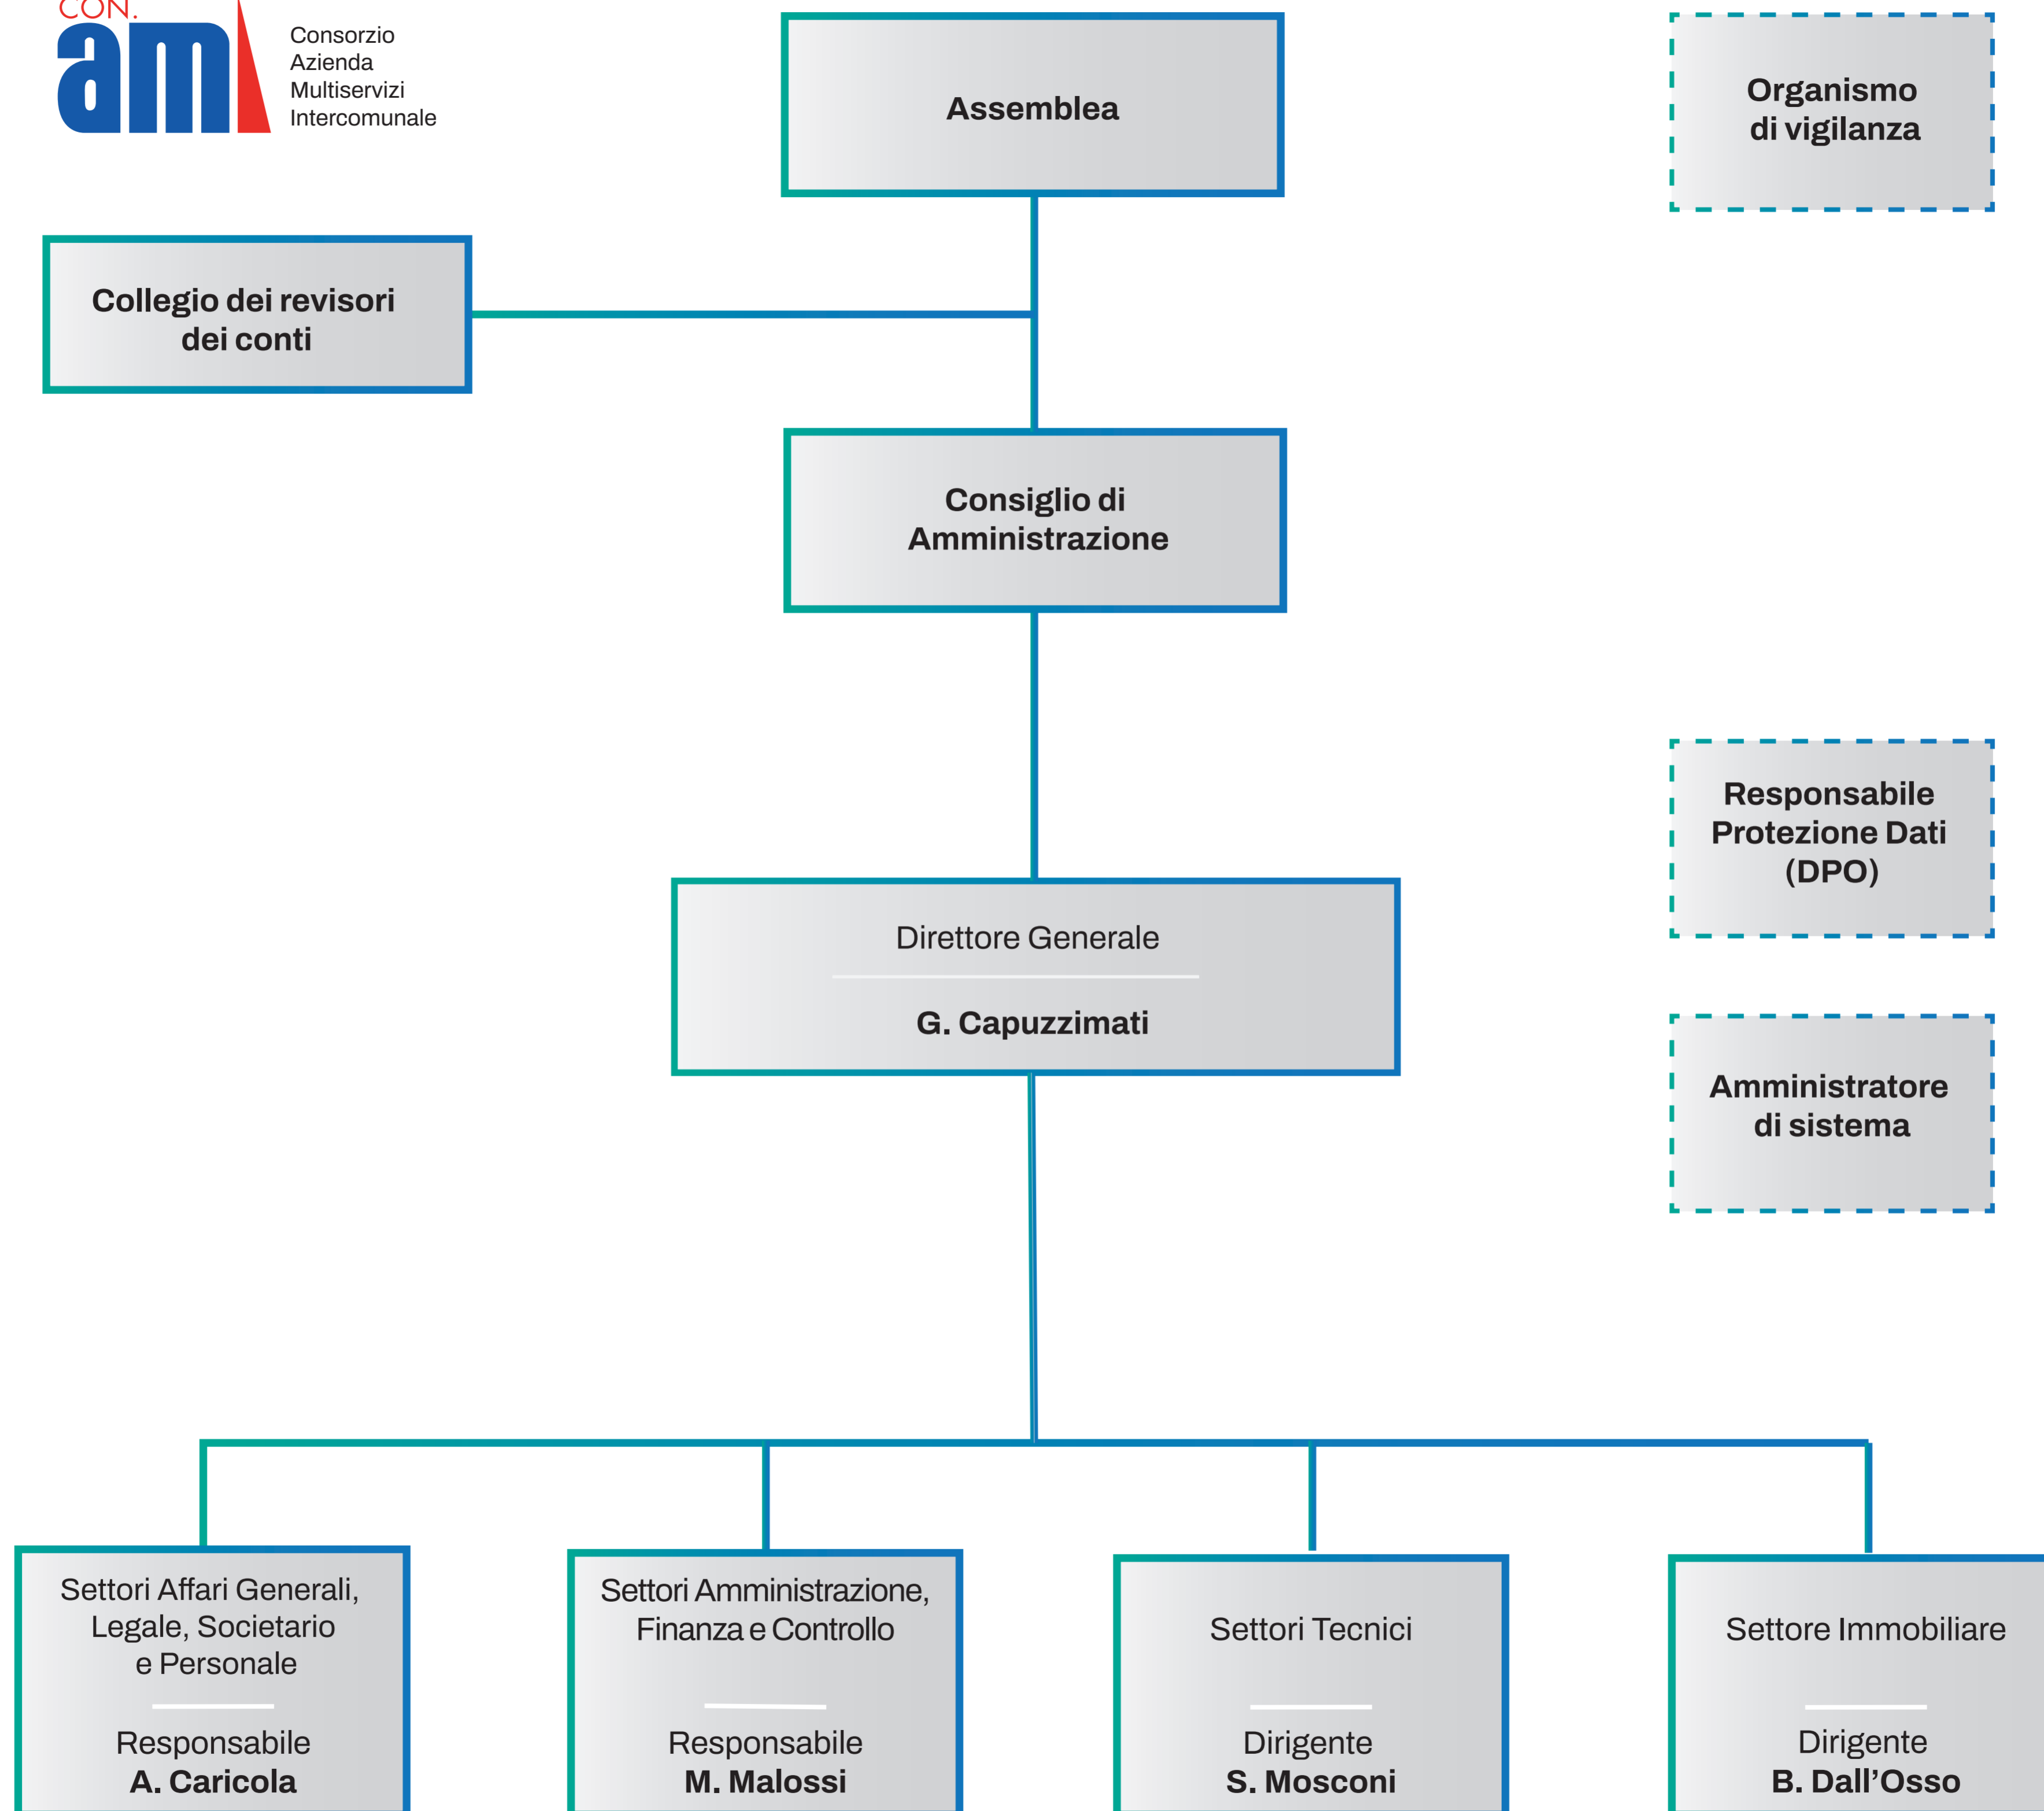 CON.
amI
Consorzio
Azienda
Multiservizi
Intercomunale
Assemblea
Organismo
di vigilanza
Collegio dei revisori
dei conti
Consiglio di
Amministrazione
Responsabile
Protezione Dati
(DPO)
Direttore Generale
G. Capuzzimati
Amministratore
di sistema
Settori Affari Generali,
Legale, Societario
e Personale
Responsabile
A. Caricola
Settori Amministrazione,
Finanza e Controllo
Responsabile
M. Malossi
Settori Tecnici
Dirigente
S. Mosconi
Settore Immobiliare
Dirigente
B. Dall’Osso